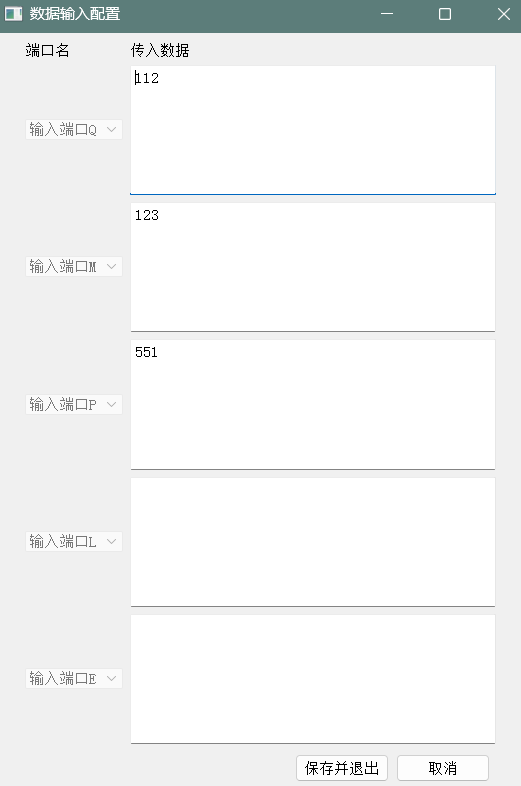 数据输入配置
端口名 传入数据
输入端口Q 112
输入端口M 123
输入端口P 551
输入端口L
输入端口E
保存并退出 取消